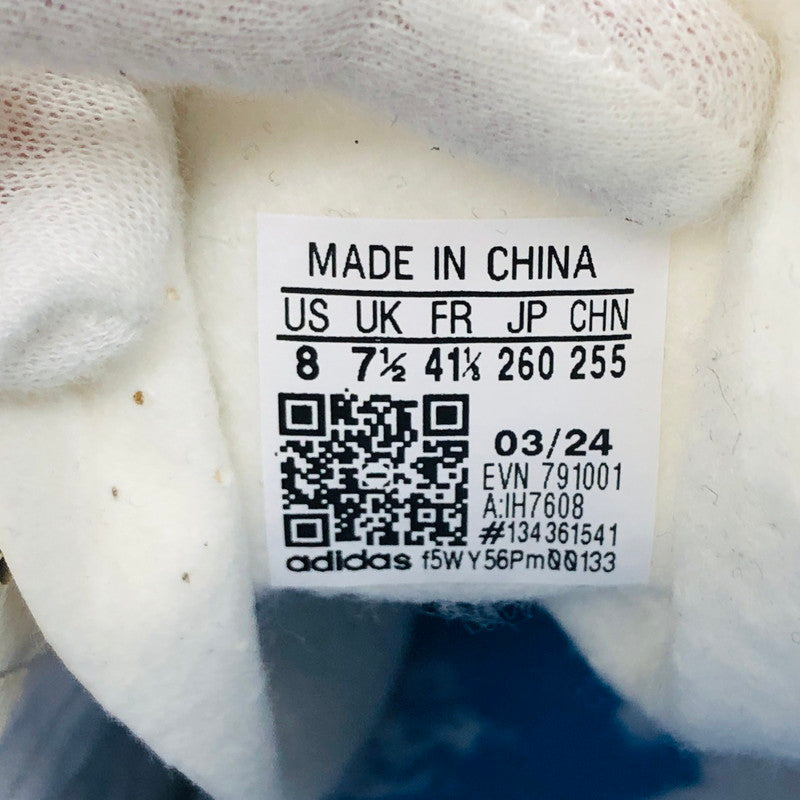 MADE IN CHINA
US UK FR JP CHN
8 7½ 41⅓ 260 255
03/24
EVN 791001
A:IH7608
#134361541
adidas f5WY56Pm00133